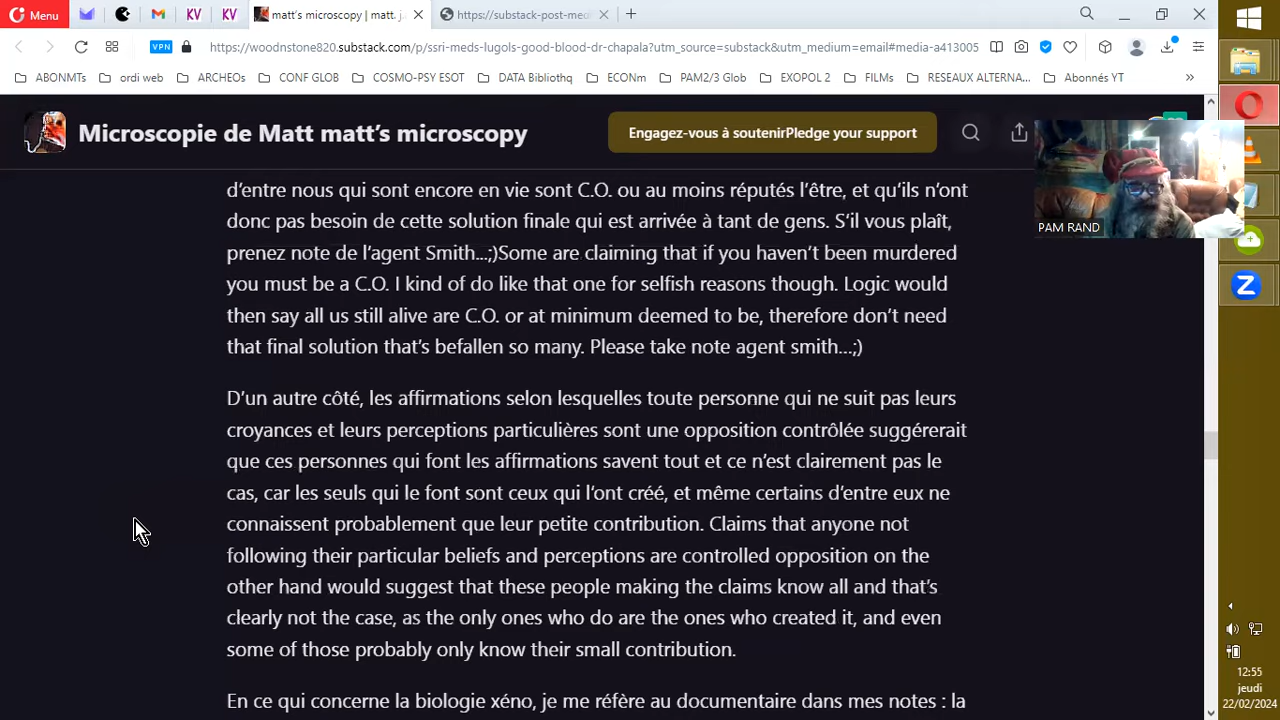 Menu
KV
KV
matt's microscopy | matt. j
https://substack-post-med
VPN
https://woodnstone820.substack.com/p/ssri-meds-lugols-good-blood-dr-chapala?utm_source=substack&utm_medium=email#media-a413005
ABONMTs
ordi web
ARCHEOs
CONF GLOB
COSMO-PSY ESOT
DATA Biblthq
ECONm
PAM2/3 Glob
EXOPOL 2
FILMs
RESEAUX ALTERNA...
Abonnés YT
»
Microscopie de Matt matt's microscopy
Engagez-vous à soutenirPledge your support
PAM RAND
d'entre nous qui sont encore en vie sont C.O. ou au moins réputés l'être, et qu'ils n'ont
donc pas besoin de cette solution finale qui est arrivée à tant de gens. S'il vous plaît,
prenez note de l'agent Smith...;)Some are claiming that if you haven't been murdered
you must be a C.O. I kind of do like that one for selfish reasons though. Logic would
then say all us still alive are C.O. or at minimum deemed to be, therefore don't need
that final solution that's befallen so many. Please take note agent smith...;)
D'un autre côté, les affirmations selon lesquelles toute personne qui ne suit pas leurs
croyances et leurs perceptions particulières sont une opposition contrôlée suggérerait
que ces personnes qui font les affirmations savent tout et ce n'est clairement pas le
cas, car les seuls qui le font sont ceux qui l'ont créé, et même certains d'entre eux ne
connaissent probablement que leur petite contribution. Claims that anyone not
following their particular beliefs and perceptions are controlled opposition on the
other hand would suggest that these people making the claims know all and that's
clearly not the case, as the only ones who do are the ones who created it, and even
some of those probably only know their small contribution.
En ce qui concerne la biologie xéno, je me réfère au documentaire dans mes notes : la
12:55
jeudi
22/02/2024